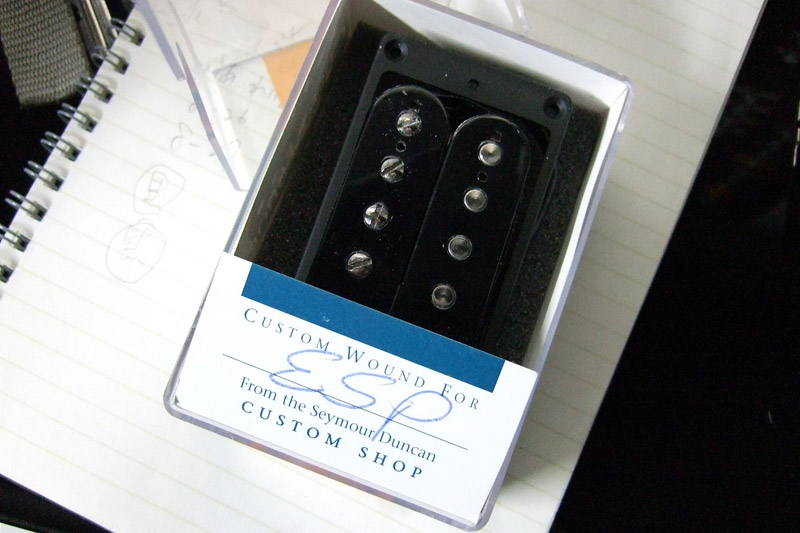 CUSTOM WOUND FOR
ESP
From the Seymour Duncan
CUSTOM SHOP